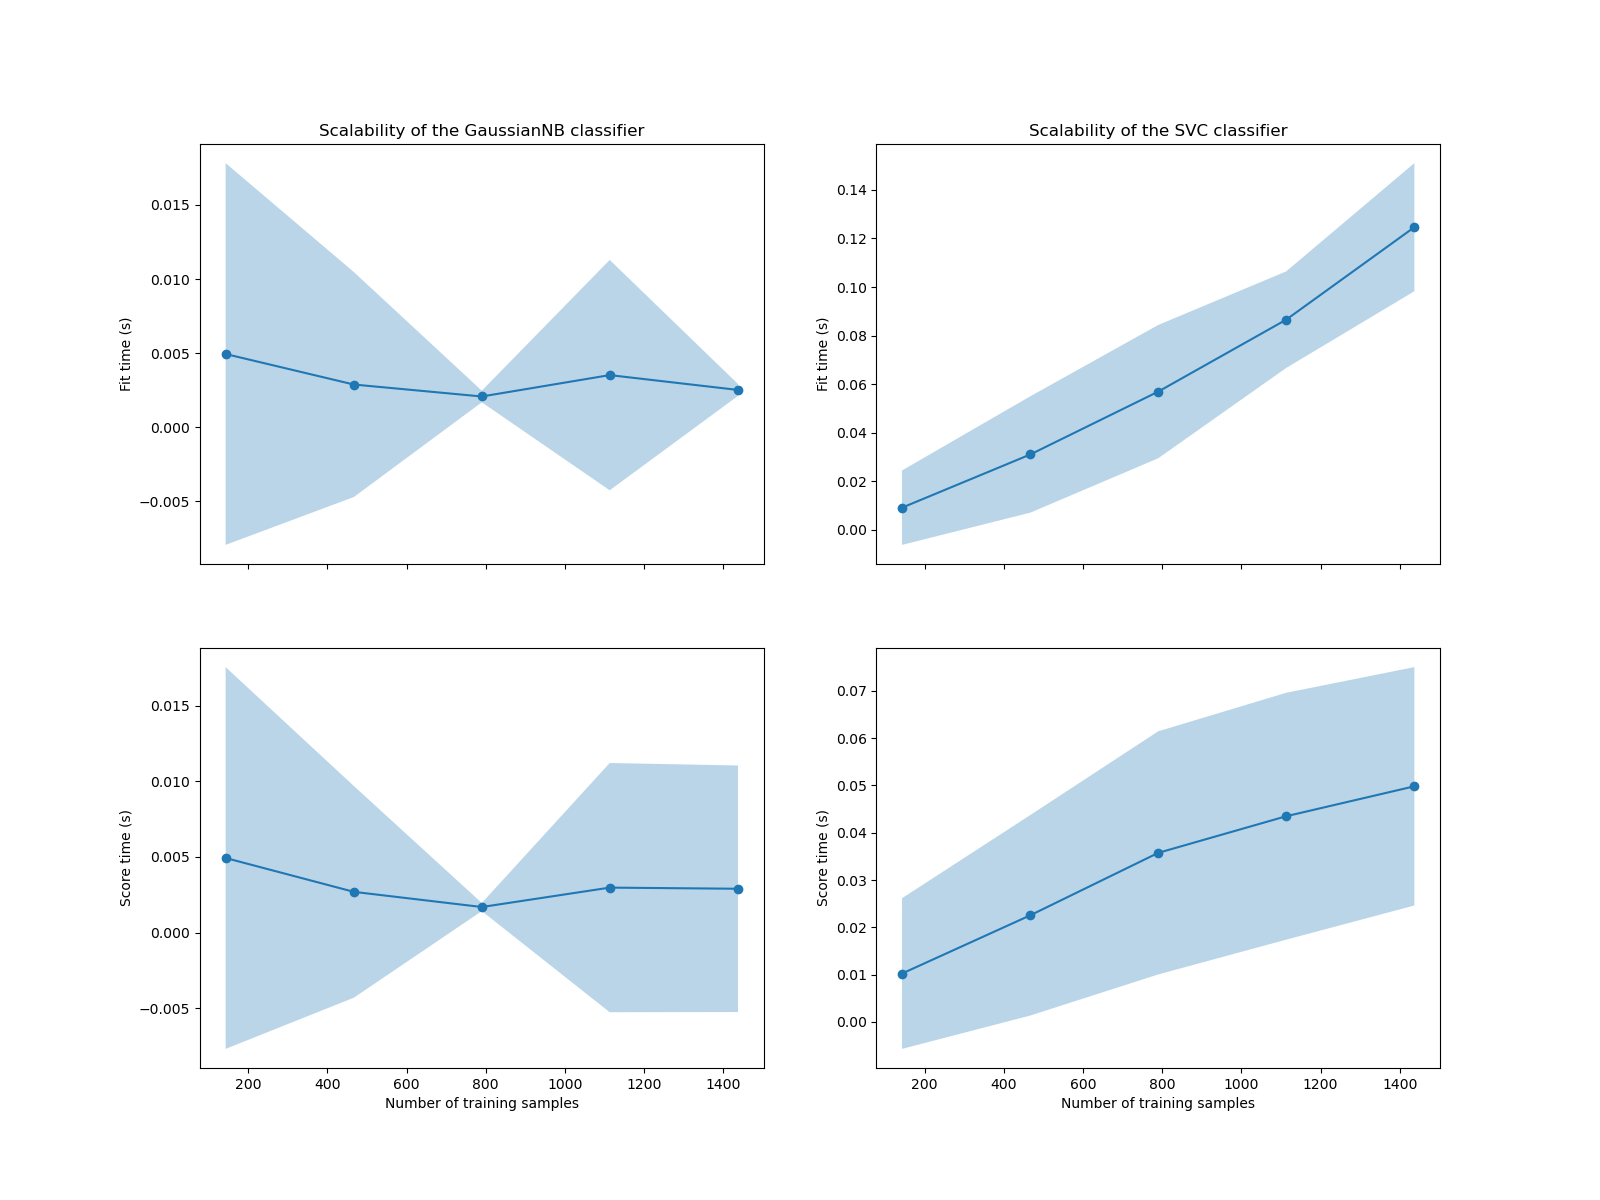 Scalability of the GaussianNB classifier
Fit time (s)
0.015
0.010
0.005
0.000
−0.005
Scalability of the SVC classifier
Fit time (s)
0.14
0.12
0.10
0.08
0.06
0.04
0.02
0.00
Score time (s)
0.015
0.010
0.005
0.000
−0.005
200 400 600 800 1000 1200 1400
Number of training samples
Score time (s)
0.07
0.06
0.05
0.04
0.03
0.02
0.01
0.00
200 400 600 800 1000 1200 1400
Number of training samples